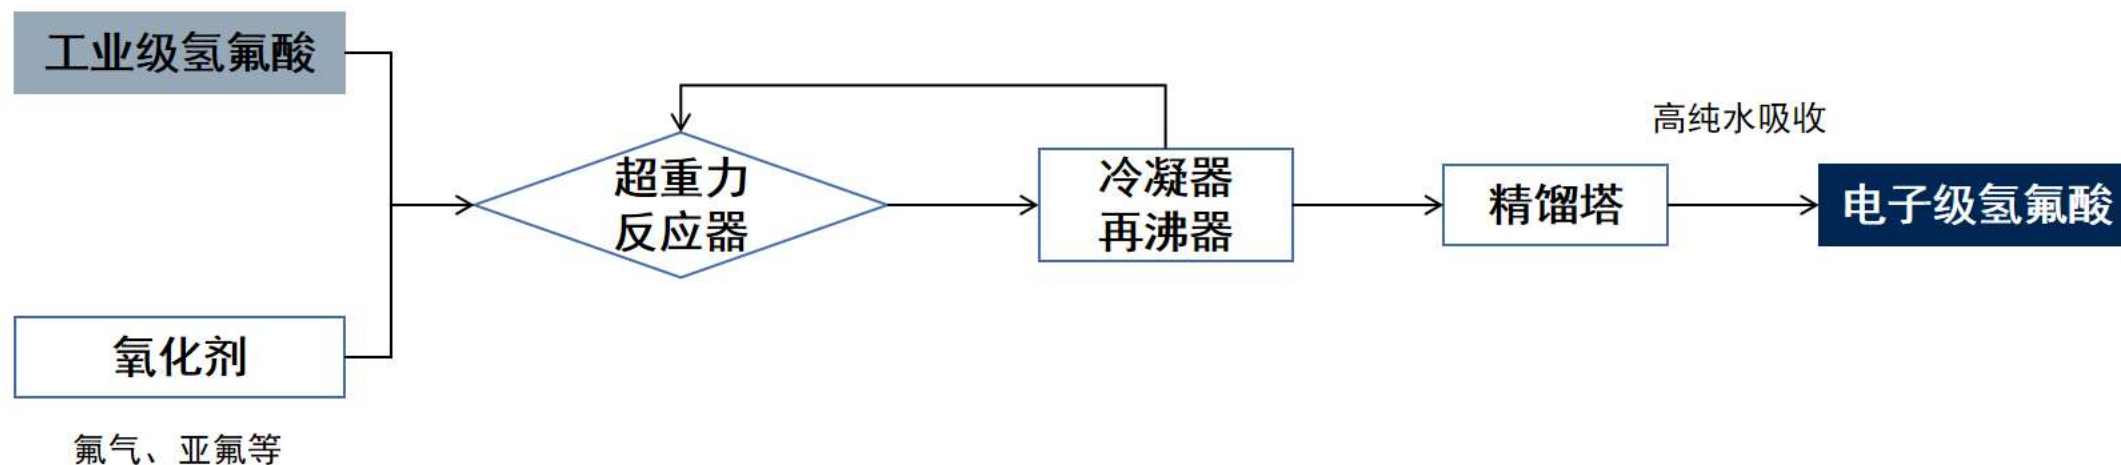 工业级氢氟酸
高纯水吸收
超重力
反应器
冷凝器
再沸器
精馏塔
电子级氢氟酸
氧化剂
氟气、亚氟等